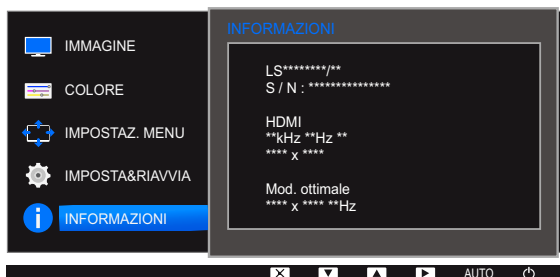 IMMAGINE
COLORE
IMPOSTAZ. MENU
IMPOSTA&RIAVVIA
INFORMAZIONI
INFORMAZIONI
LS********/**
S / N : ***************
HDMI
**kHz **Hz **
**** x ****
Mod. ottimale
**** x **** **Hz
AUTO